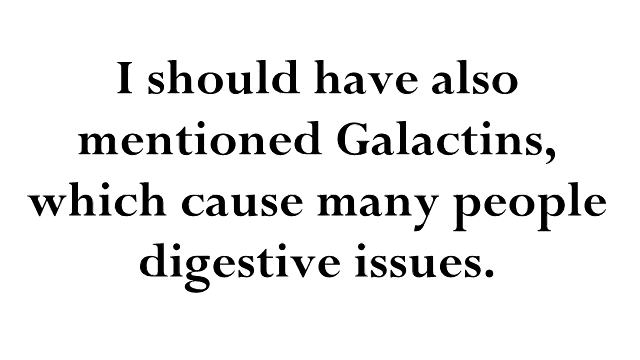 I should have also
mentioned Galactins,
which cause many people
digestive issues.